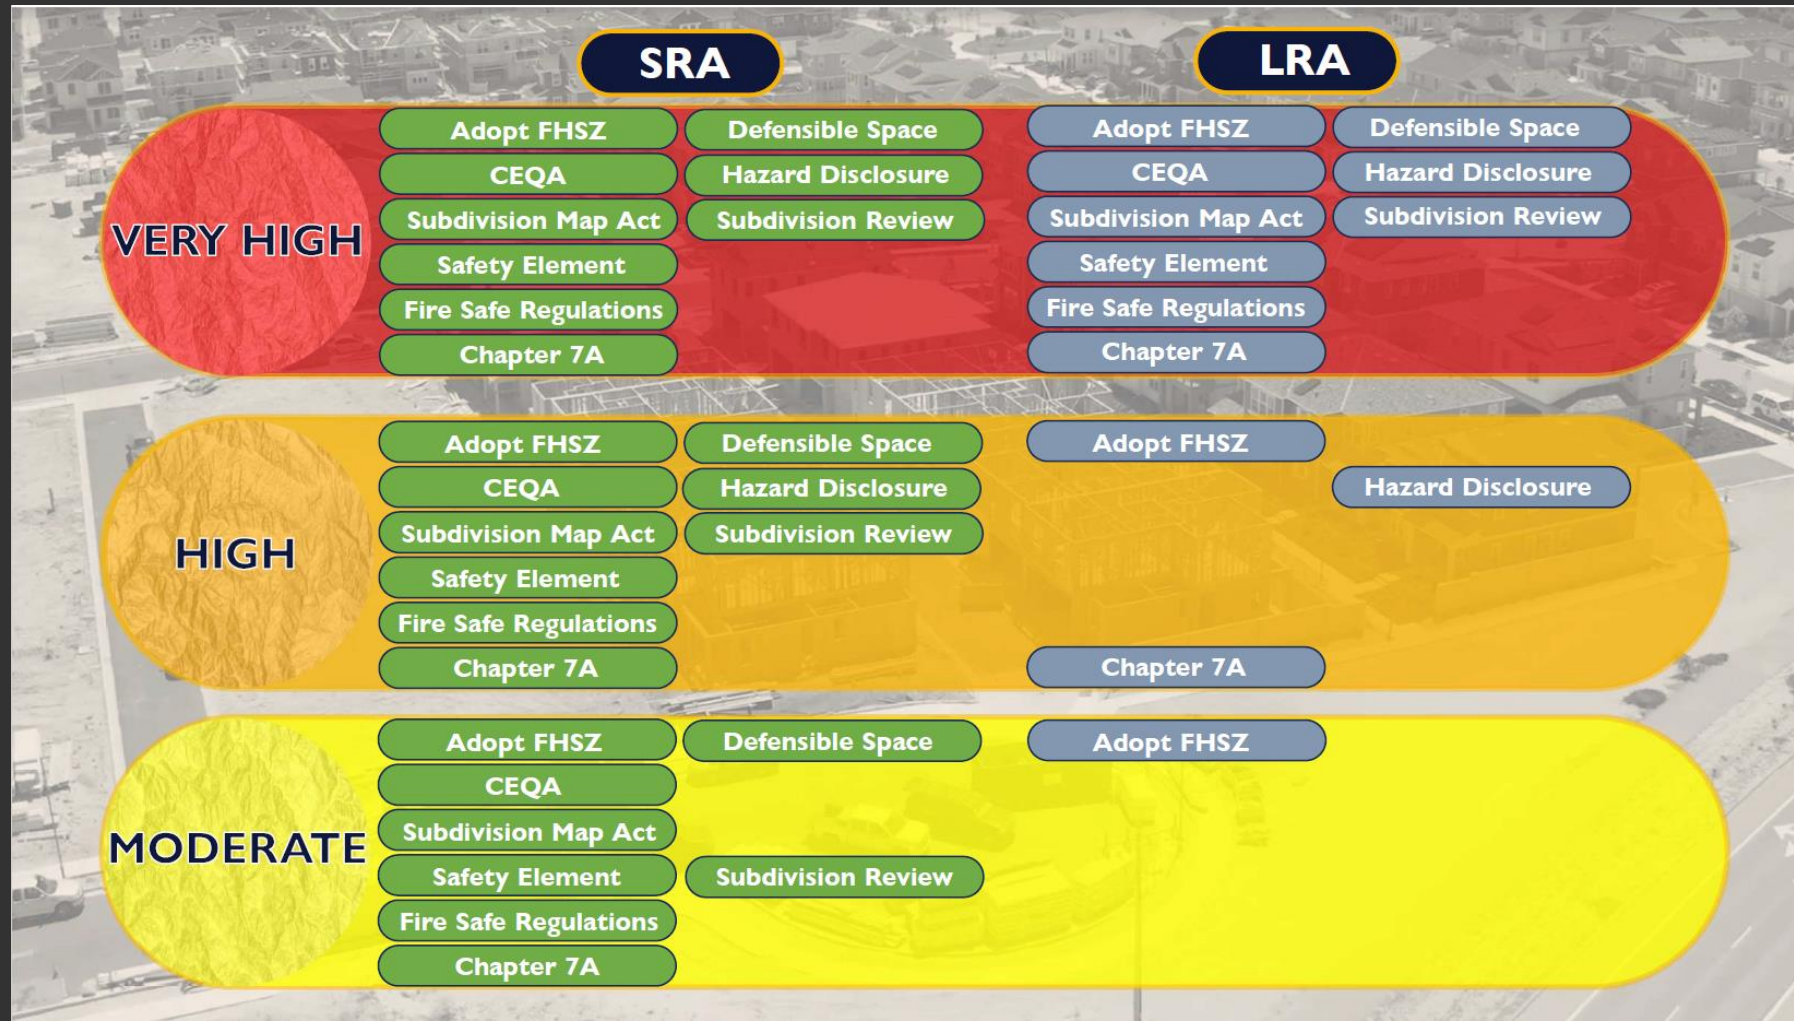 SRA
LRA
VERY HIGH
Adopt FHSZ
Defensible Space
CEQA
Hazard Disclosure
Subdivision Map Act
Subdivision Review
Safety Element
Fire Safe Regulations
Chapter 7A
Adopt FHSZ
Defensible Space
CEQA
Hazard Disclosure
Subdivision Map Act
Subdivision Review
Safety Element
Fire Safe Regulations
Chapter 7A
HIGH
Adopt FHSZ
Defensible Space
CEQA
Hazard Disclosure
Subdivision Map Act
Subdivision Review
Safety Element
Fire Safe Regulations
Chapter 7A
Adopt FHSZ
Hazard Disclosure
Chapter 7A
MODERATE
Adopt FHSZ
Defensible Space
CEQA
Subdivision Map Act
Safety Element
Subdivision Review
Fire Safe Regulations
Chapter 7A
Adopt FHSZ